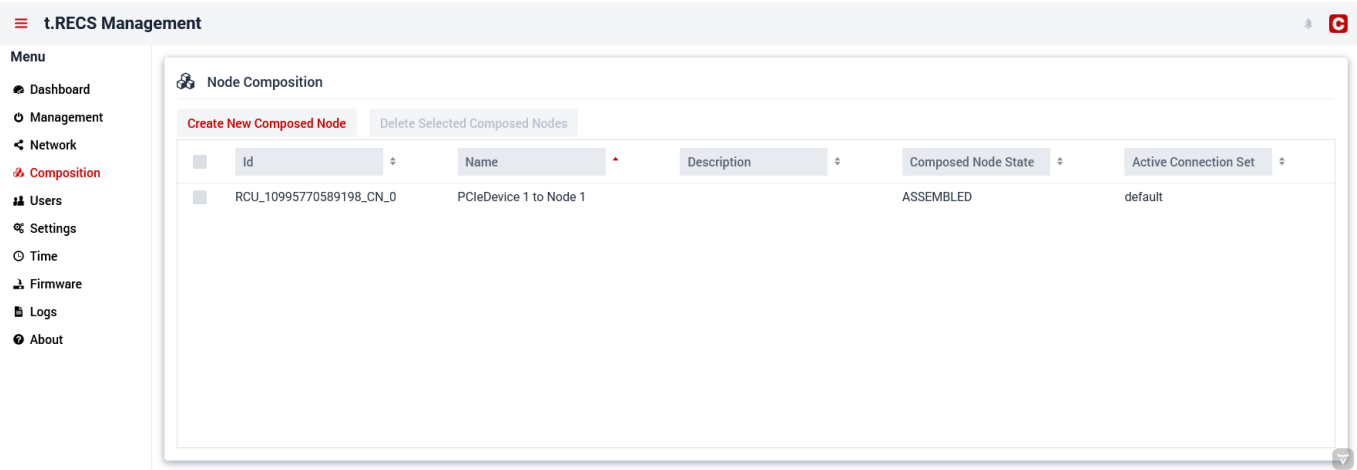 t.RECS Management
C
Menu
Dashboard
Management
Network
Composition
Users
Settings
Time
Firmware
Logs
About
Node Composition
Create New Composed Node Delete Selected Composed Nodes
Id Name Description Composed Node State Active Connection Set
RCU_10995770589198_CN_0 PCIeDevice 1 to Node 1 ASSEMBLED default